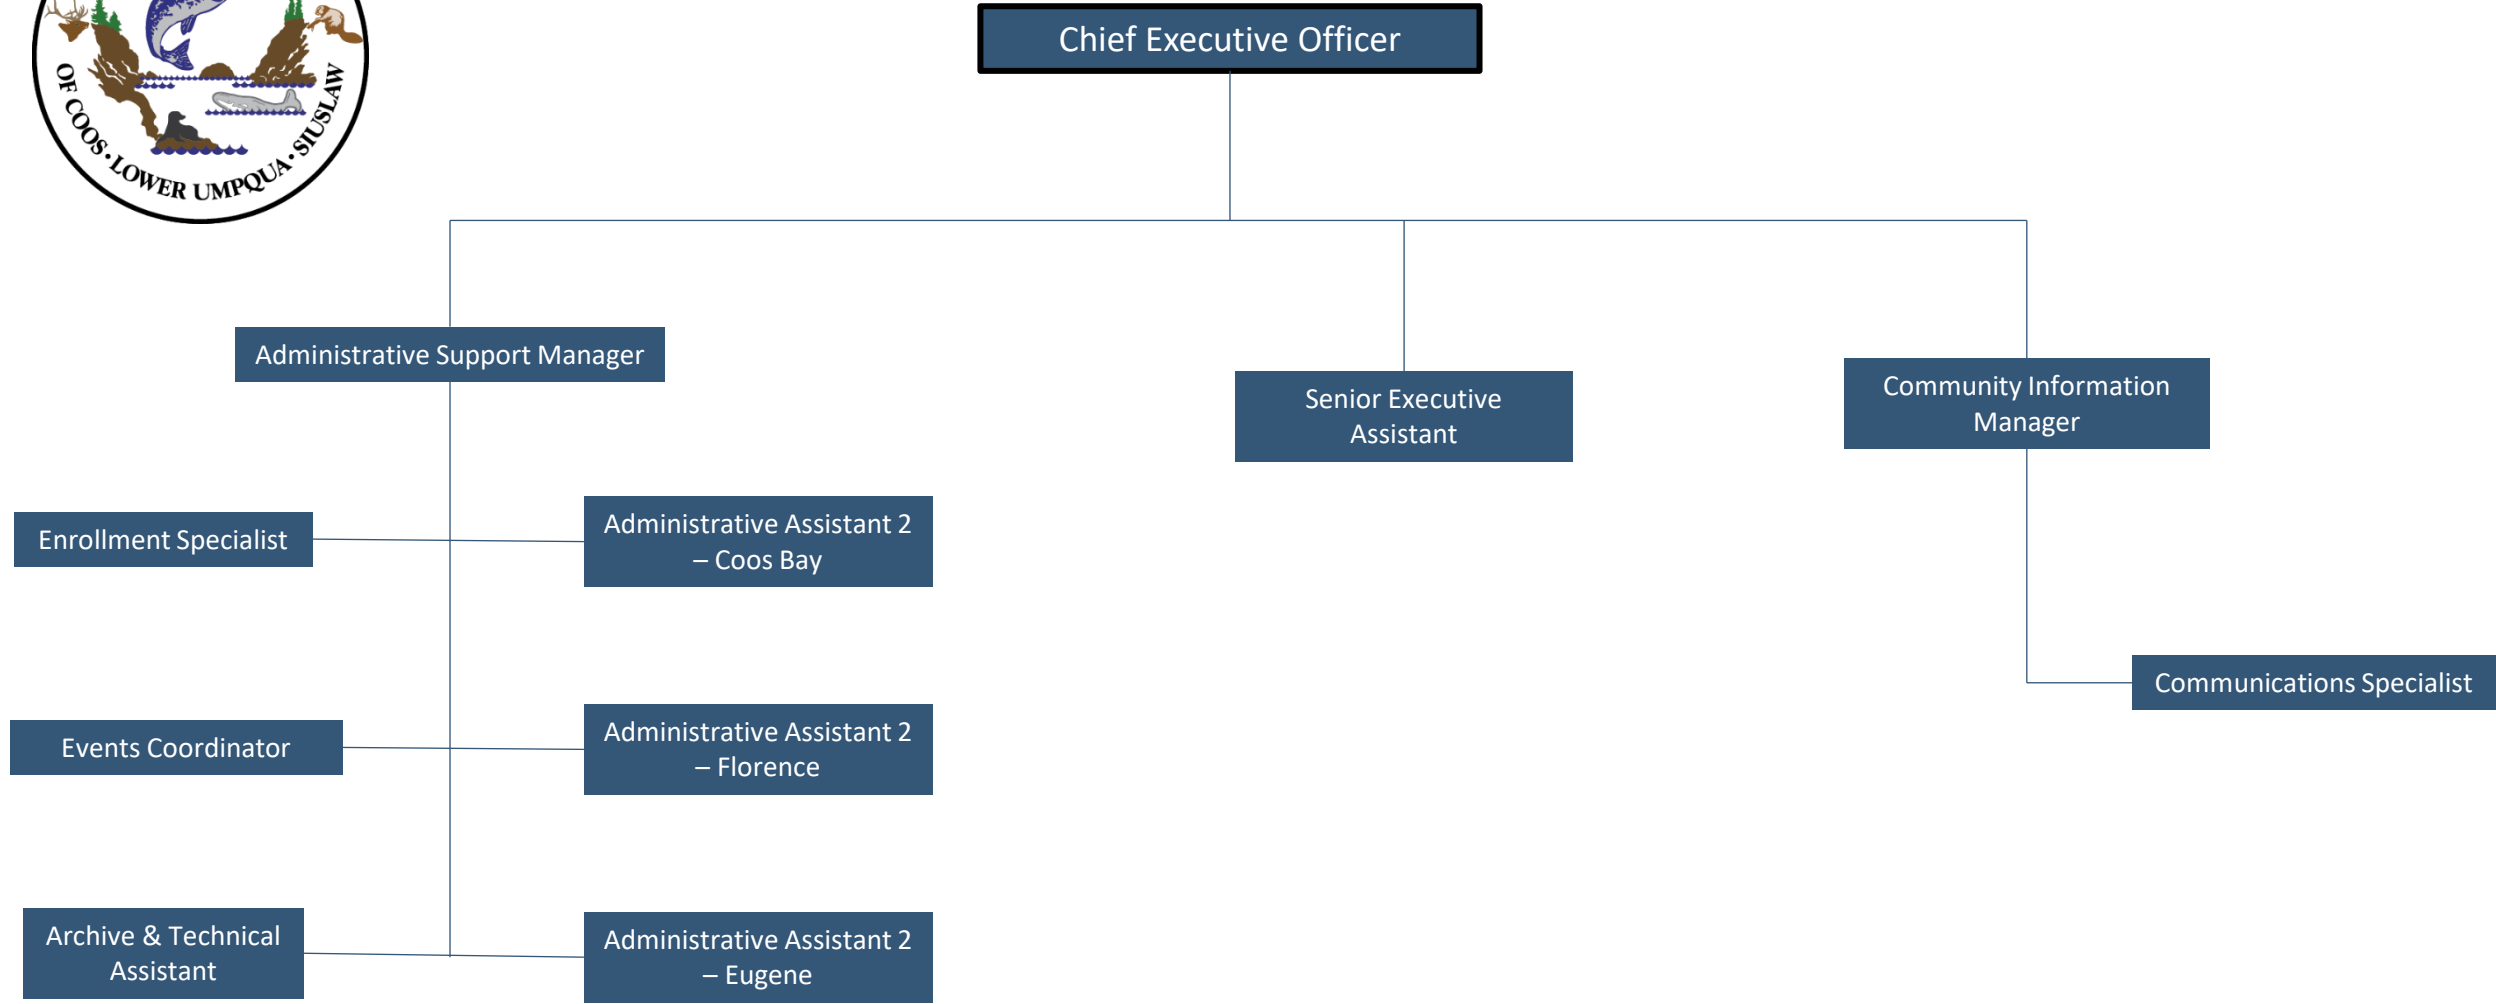 Chief Executive Officer
OF COOS • LOWER UMPQUA • SIUSLAW
Administrative Support Manager
Senior Executive
Assistant
Community Information
Manager
Enrollment Specialist
Administrative Assistant 2
– Coos Bay
Communications Specialist
Events Coordinator
Administrative Assistant 2
– Florence
Archive & Technical
Assistant
Administrative Assistant 2
– Eugene